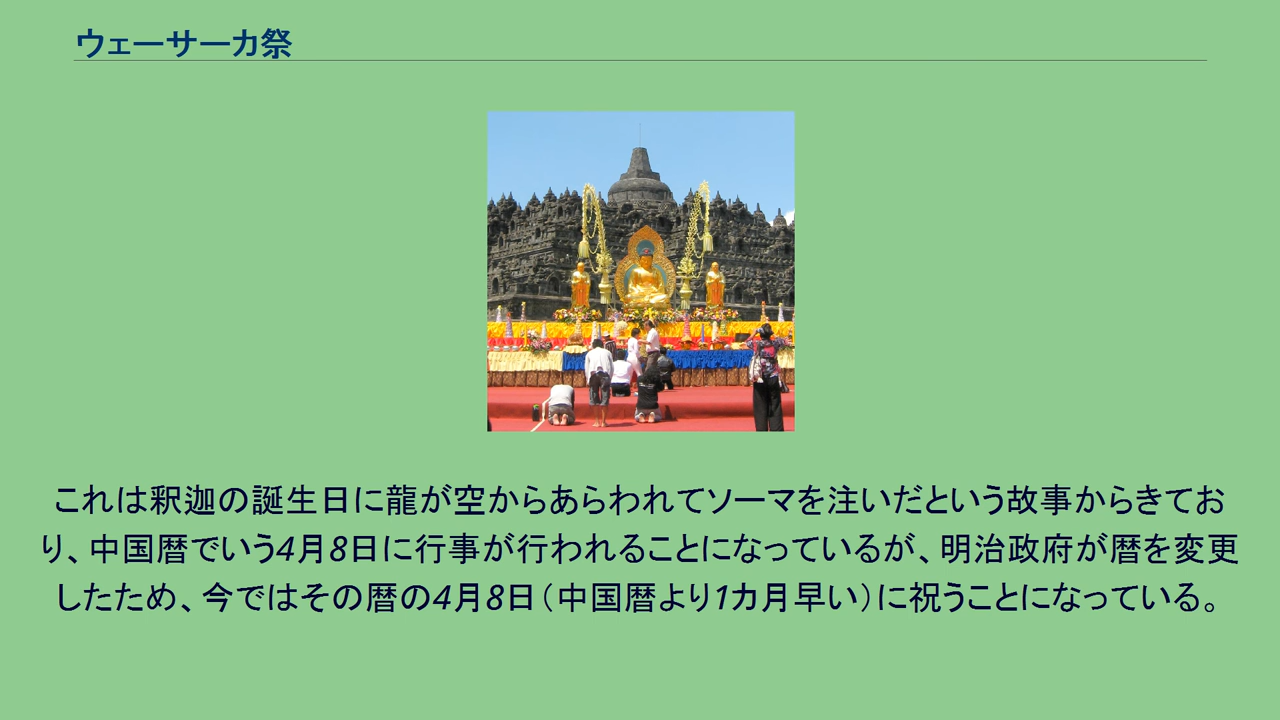 ウェーサーカ祭
これは釈迦の誕生日に龍が空からあらわれてソーマを注いだという故事からきてお
り、中国暦でいう4月8日に行事が行われることになっているが、明治政府が暦を変更
したため、今ではその暦の4月8日（中国暦より1カ月早い）に祝うことになっている。